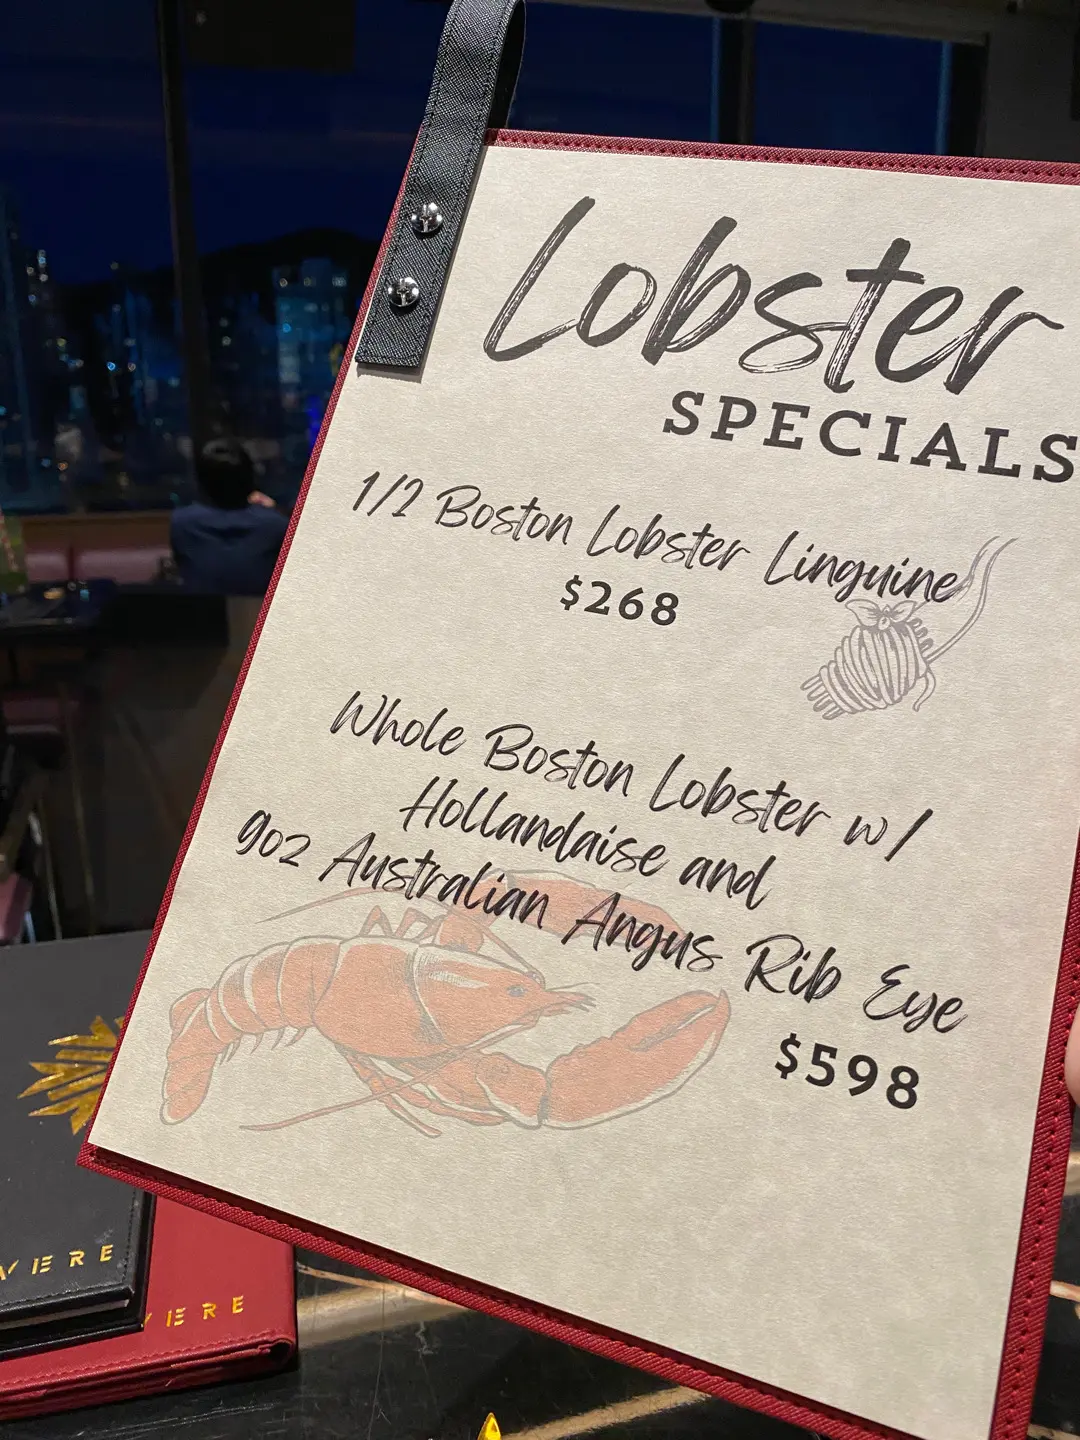 Lobster
SPECIALS
1/2 Boston Lobster Linguine
$268
Whole Boston Lobster w/
Hollandaise and
9oz Australian Angus Rib Eye
$598